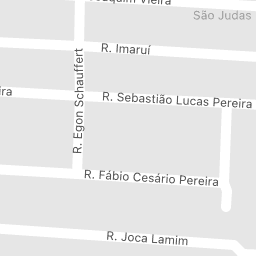 São Judas
R. Imaruí
R. Sebastião Lucas Pereira
R. Egon Schauffert
R. Fábio Cesário Pereira
R. Joca Lamim